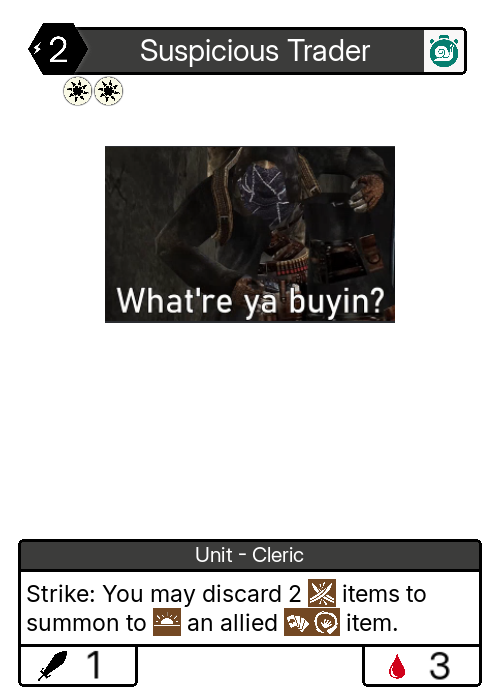 2
Suspicious Trader
What're ya buyin?
Unit - Cleric
Strike: You may discard 2 items to
summon to an allied item.
1
3